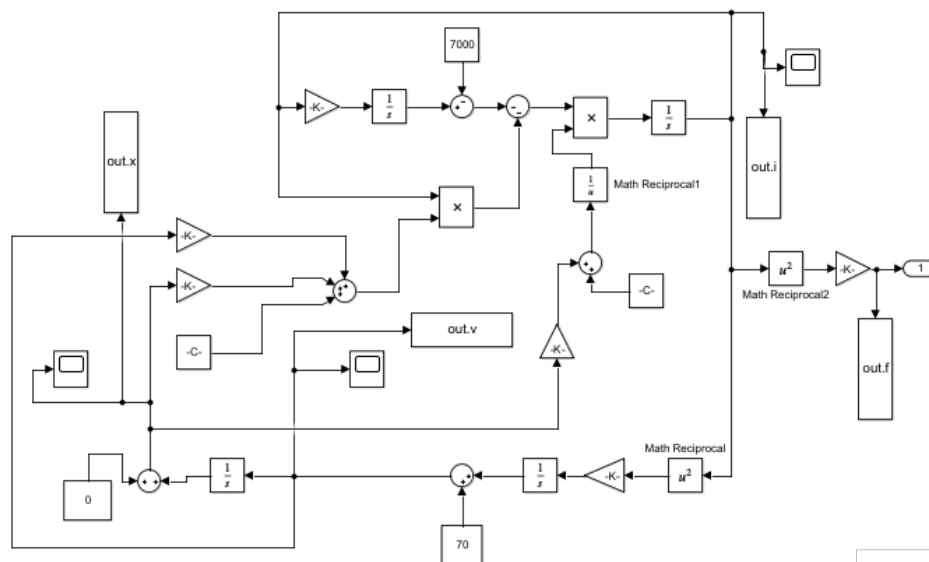 7000
-K-
1
s
+ -
- -
×
1
s
out.x
1
u
Math Reciprocal1
out.i
×
-K-
-K-
+ + +
+ +
-C-
u²
-K-
1
Math Reciprocal2
-C-
out.v
-K-
out.f
Math Reciprocal
0
+ +
1
s
+ +
1
s
-K-
u²
70